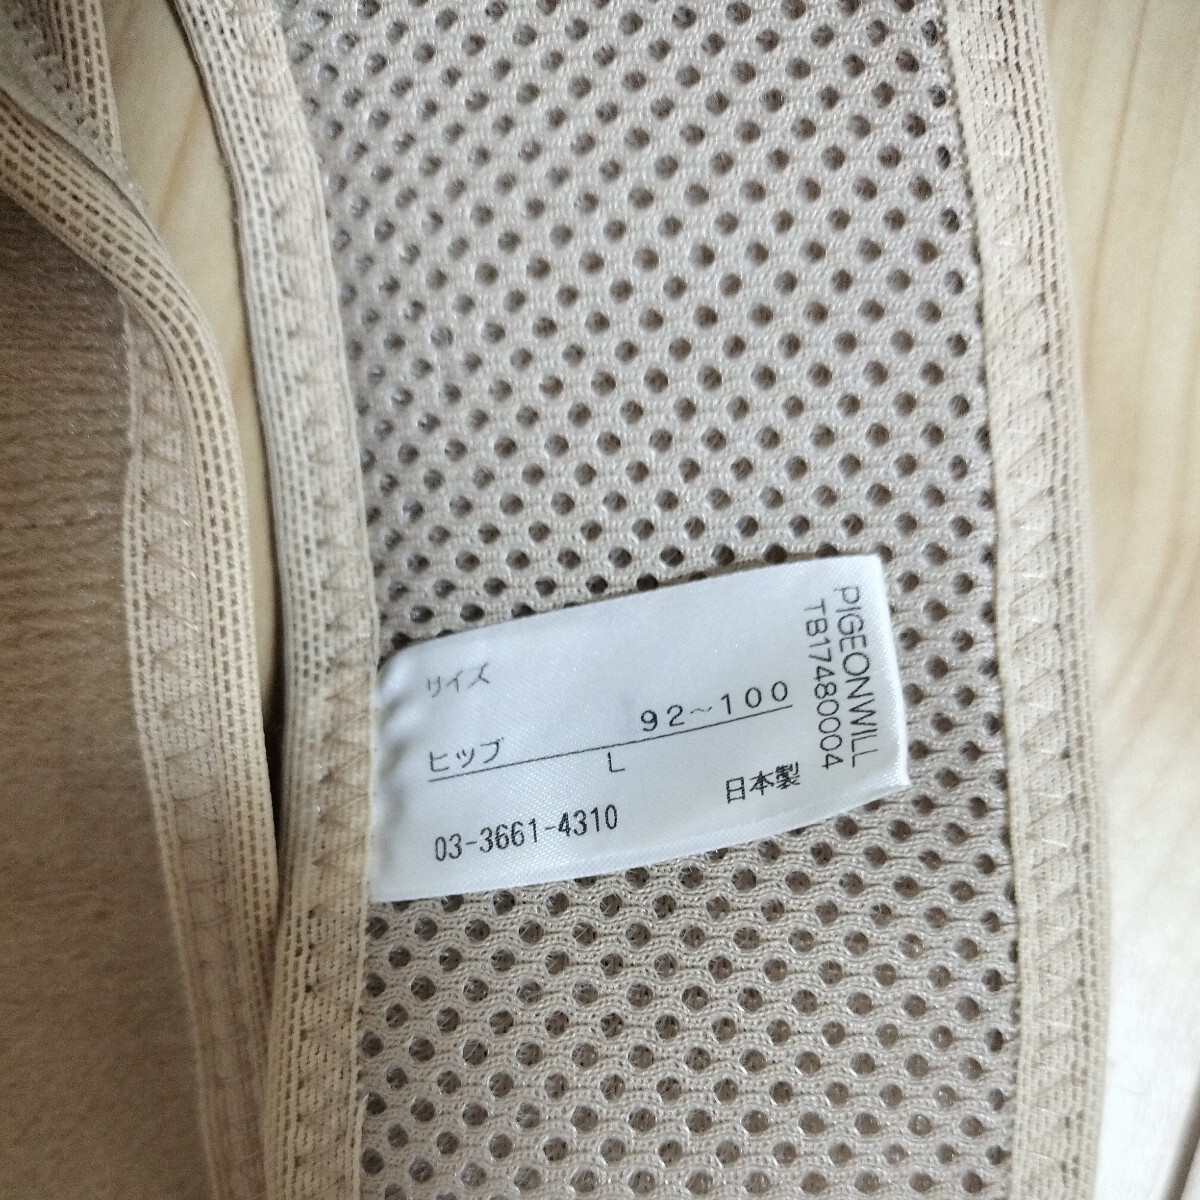 サイズ
ヒップ 92~100
L
03-3661-4310 日本製
PIGEONWILL
TB17480004